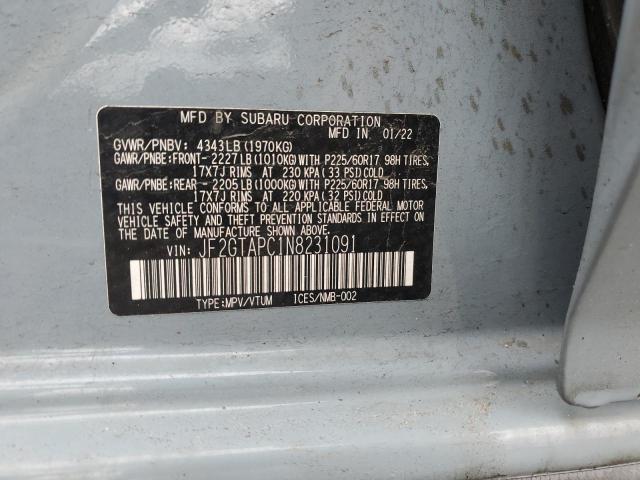 MFD BY SUBARU CORPORATION
MFD IN 01/22
GVWR/PNBV: 4343LB(1970KG)
GAWR/PNBE:FRONT- 2227LB(1010KG)WITH P225/60R17 98H TIRES,
17X7J RIMS AT 230 KPA( 33 PSI)COLD
GAWR/PNBE:REAR - 2205LB(1000KG)WITH P225/60R17 98H TIRES,
17X7J RIMS AT 220 KPA( 32 PSI)COLD
THIS VEHICLE CONFORMS TO ALL APPLICABLE FEDERAL MOTOR
VEHICLE SAFETY AND THEFT PREVENTION STANDARDS IN EFFECT
ON THE DATE OF MANUFACTURE SHOWN ABOVE.
VIN: JF2GTAPC1N8231091
TYPE:MPV/VTUM ICES/NMB-002